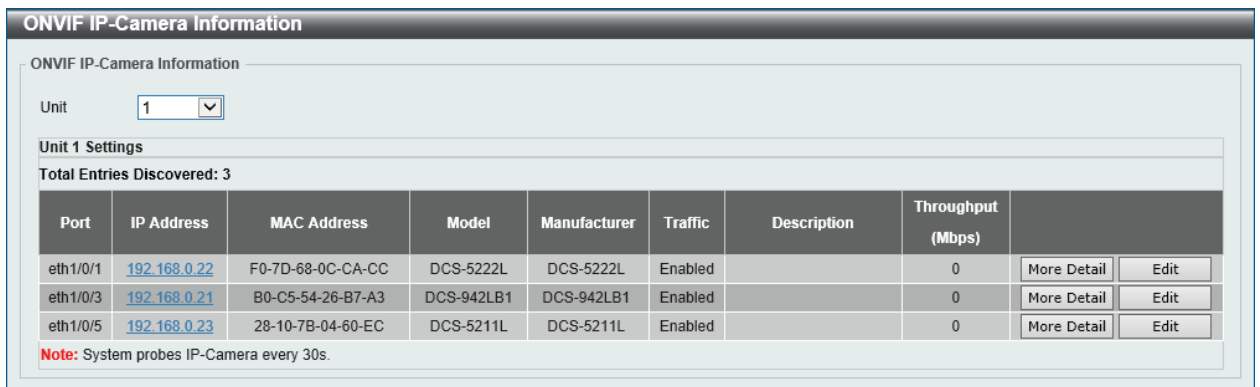 ONVIF IP-Camera Information
ONVIF IP-Camera Information
Unit 1
Unit 1 Settings
Total Entries Discovered: 3
Port IP Address MAC Address Model Manufacturer Traffic Description Throughput (Mbps)
eth1/0/1 192.168.0.22 F0-7D-68-0C-CA-CC DCS-5222L DCS-5222L Enabled 0 More Detail Edit
eth1/0/3 192.168.0.21 B0-C5-54-26-B7-A3 DCS-942LB1 DCS-942LB1 Enabled 0 More Detail Edit
eth1/0/5 192.168.0.23 28-10-7B-04-60-EC DCS-5211L DCS-5211L Enabled 0 More Detail Edit
Note: System probes IP-Camera every 30s.